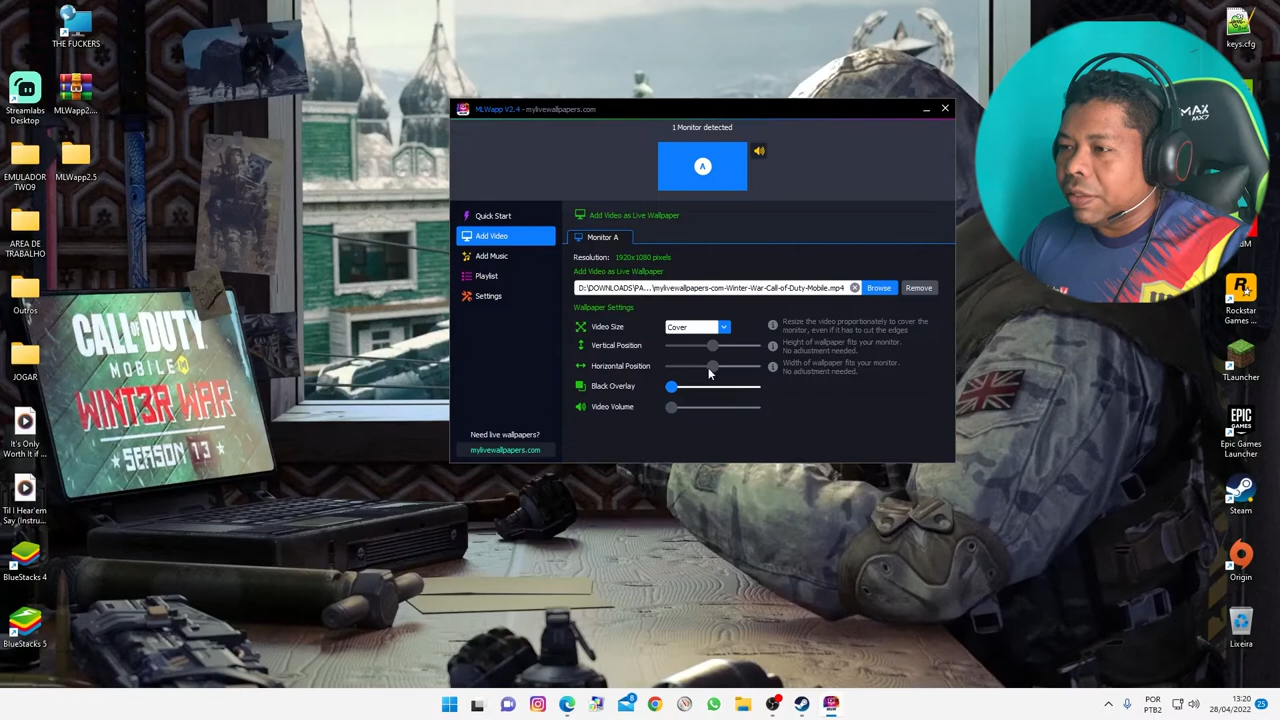 THE FUCKERS
Streamlabs
Desktop
MLWapp2....
EMULADOR
TWO9
MLWapp2.5
AREA DE
TRABALHO
Outros
JOGAR
It's Only
Worth It if ...
Til I Hear'em
Say (Instru...
BlueStacks 4
BlueStacks 5
CALL OF DUTY
MOBILE
WINT3R WAR
SEASON 13
MLWapp V2.4 - mylivewallpapers.com
1 Monitor detected
A
Quick Start
Add Video
Add Music
Playlist
Settings
Need live wallpapers?
mylivewallpapers.com
Add Video as Live Wallpaper
Monitor A
Resolution: 1920x1080 pixels
Add Video as Live Wallpaper
D:\DOWNLOADS\PA...\mylivewallpapers-com-Winter-War-Call-of-Duty-Mobile.mp4
Browse
Remove
Wallpaper Settings
Video Size
Cover
Resize the video proportionately to cover the
monitor, even if it has to cut the edges
Vertical Position
Height of wallpaper fits your monitor.
No adjustment needed.
Horizontal Position
Width of wallpaper fits your monitor.
No adjustment needed.
Black Overlay
Video Volume
keys.cfg
MX7
Rockstar
Games ...
TLauncher
EPIC
GAMES
Epic Games
Launcher
Steam
Origin
Lixeira
8
POR
PTB2
13:20
28/04/2022
25